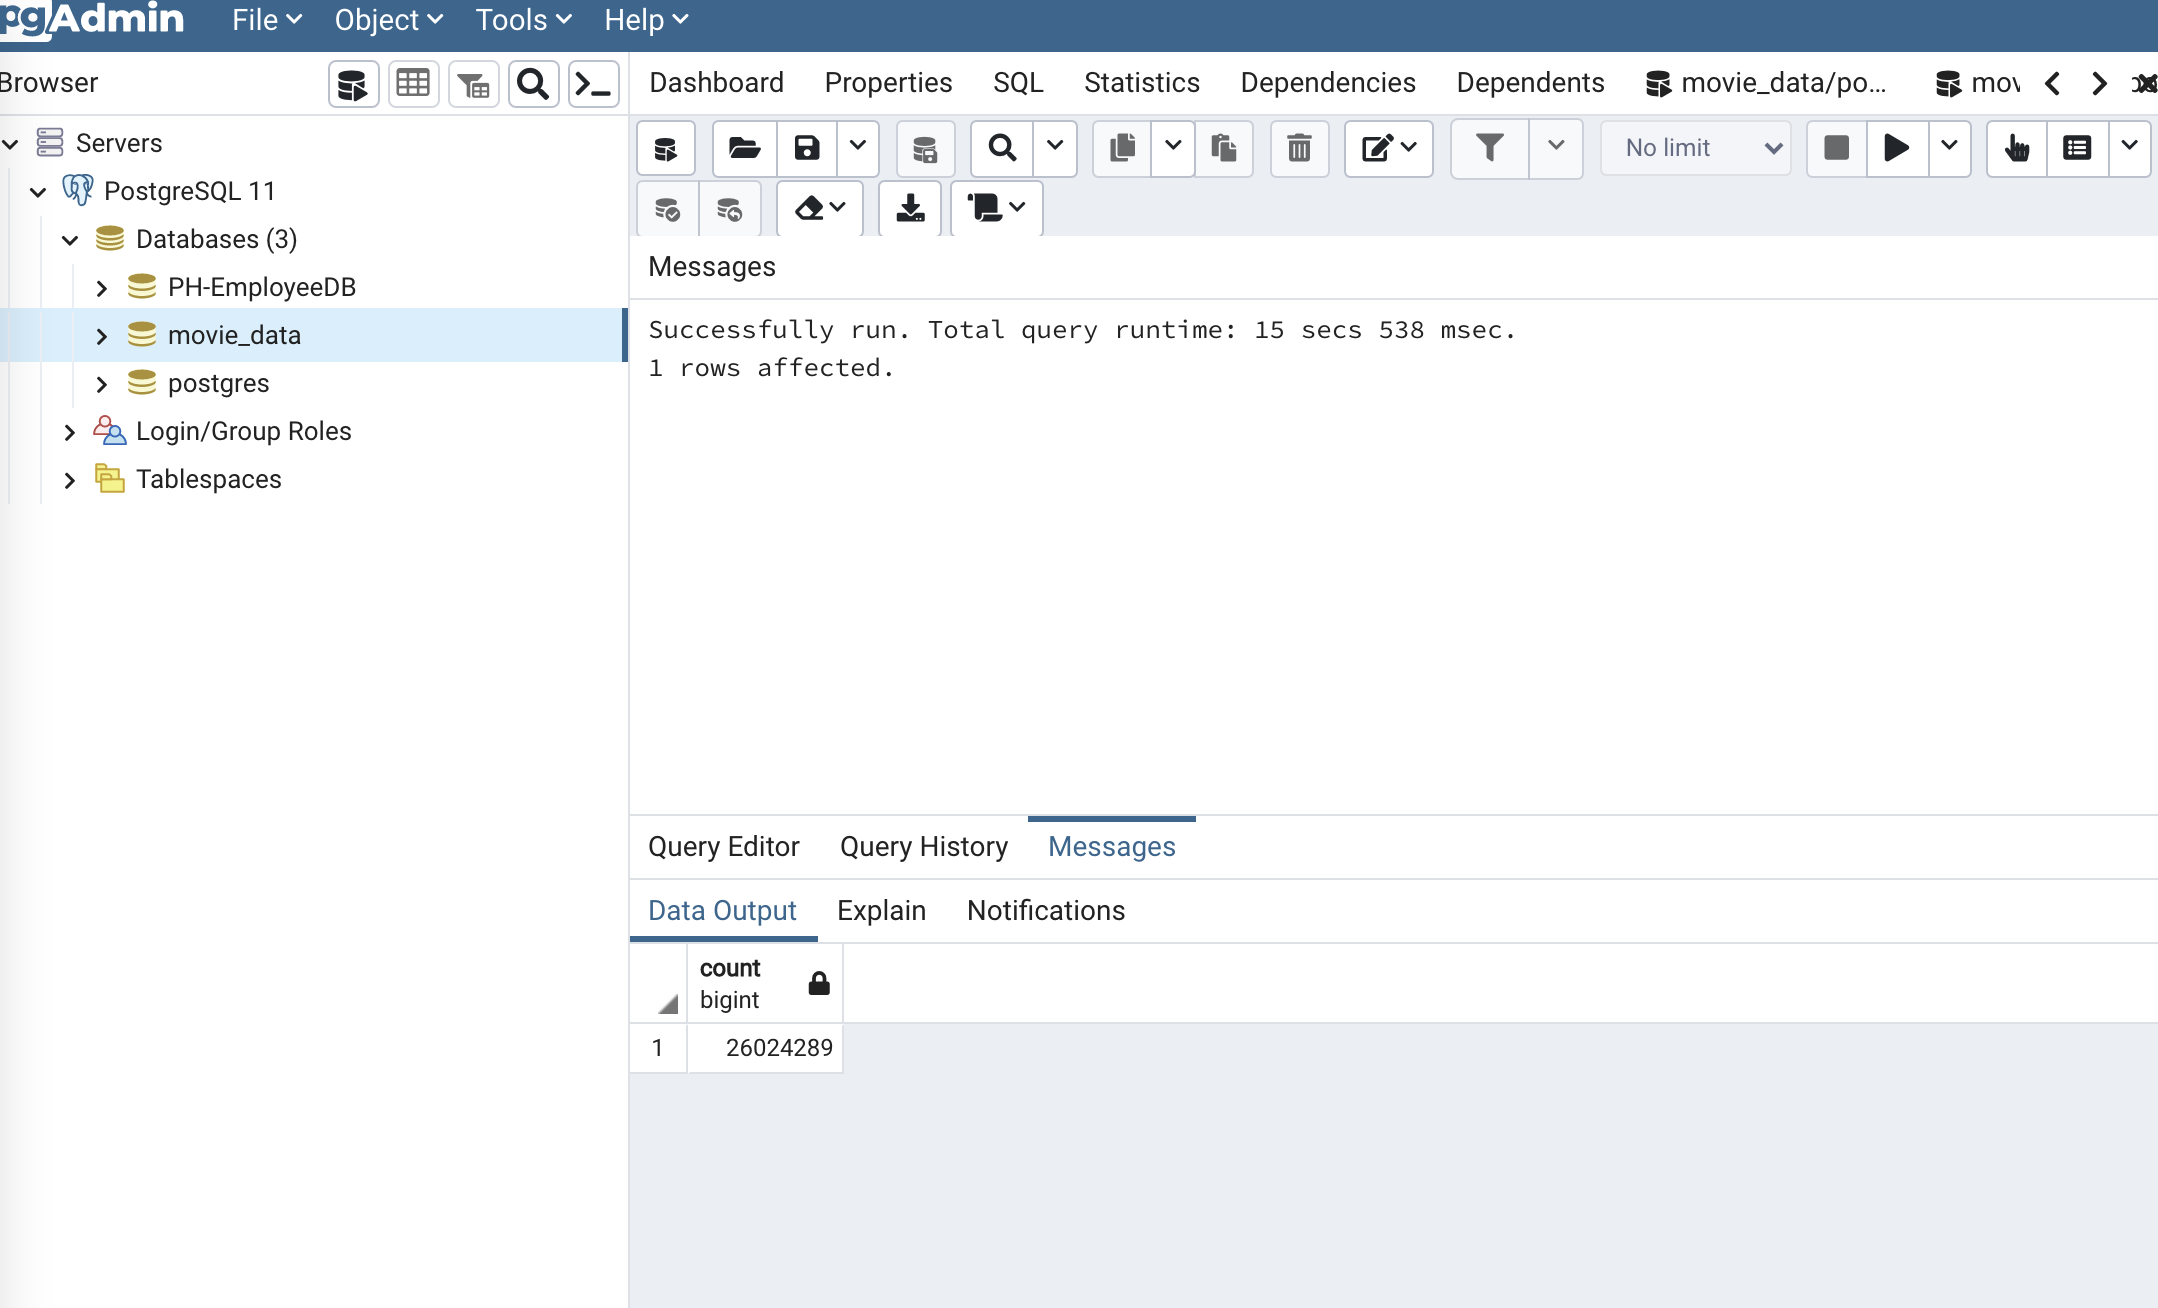 pgAdmin File Object Tools Help
Browser
Servers
PostgreSQL 11
Databases (3)
PH-EmployeeDB
movie_data
postgres
Login/Group Roles
Tablespaces
Dashboard Properties SQL Statistics Dependencies Dependents movie_data/po... mov
No limit
Messages
Successfully run. Total query runtime: 15 secs 538 msec.
1 rows affected.
Query Editor Query History Messages
Data Output Explain Notifications
count
bigint
1 26024289